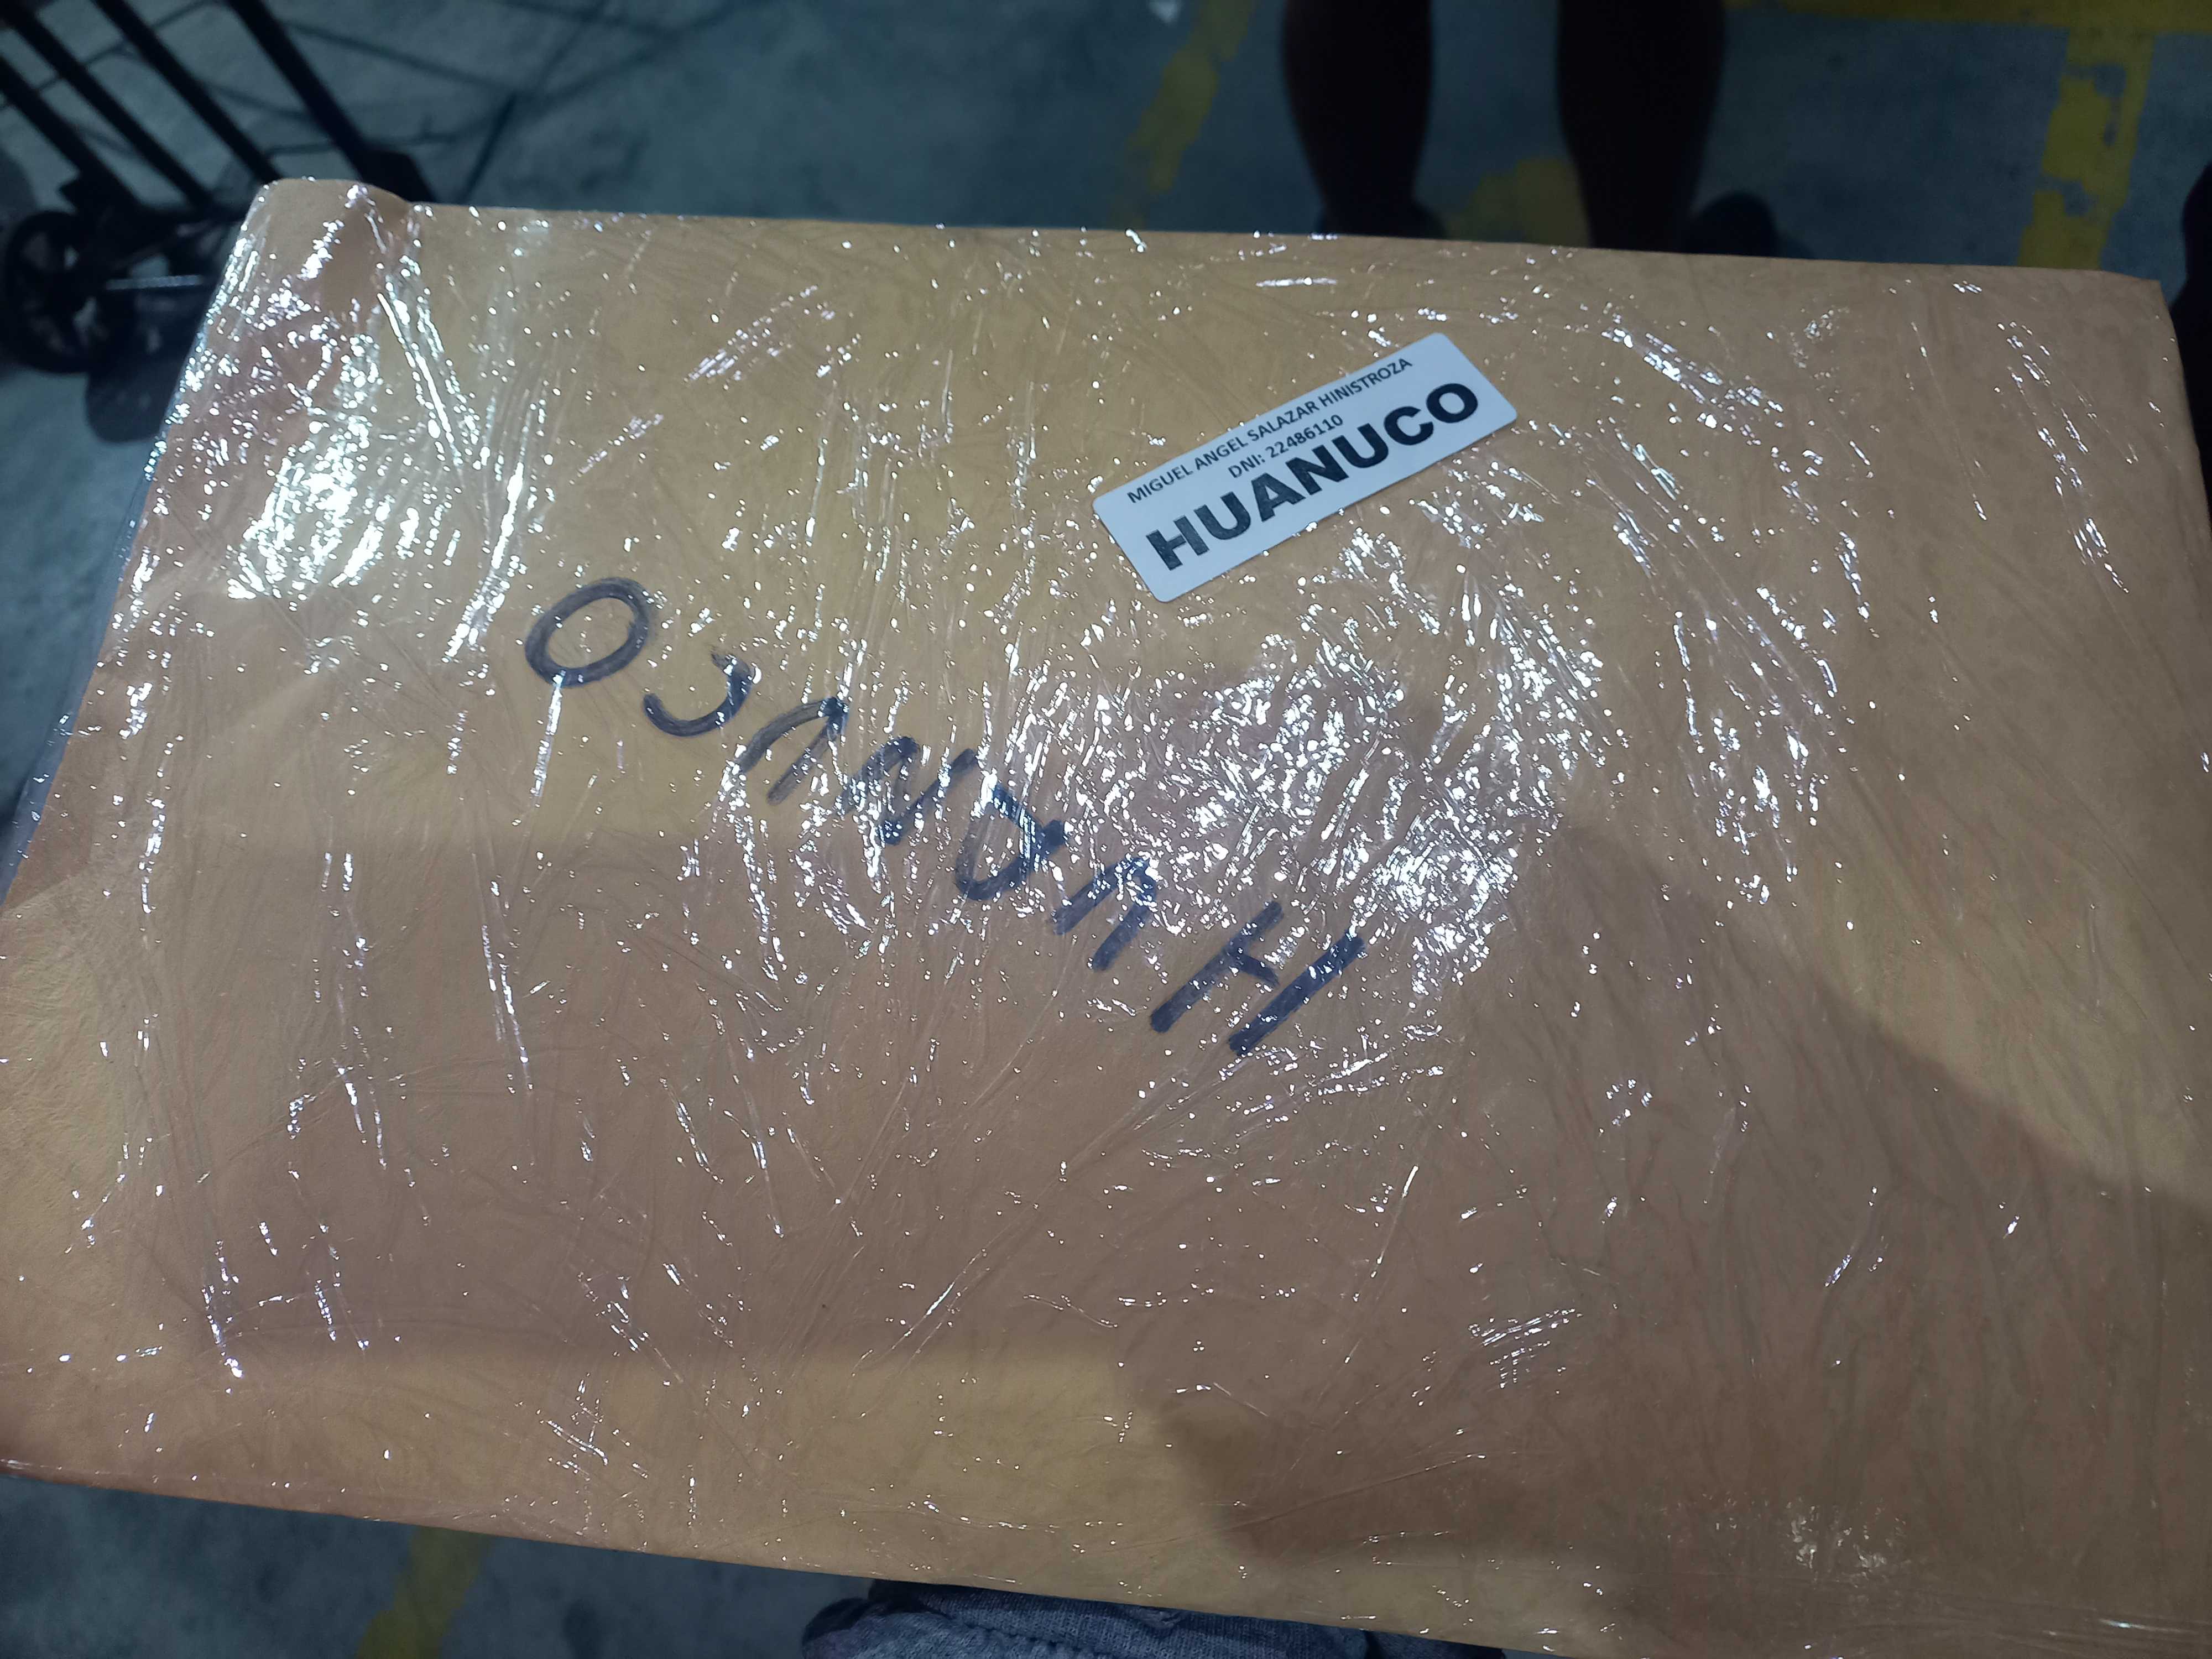 MIGUEL ANGEL SALAZAR HINISTROZA
DNI: 22486110
HUANUCO
HUANUCO